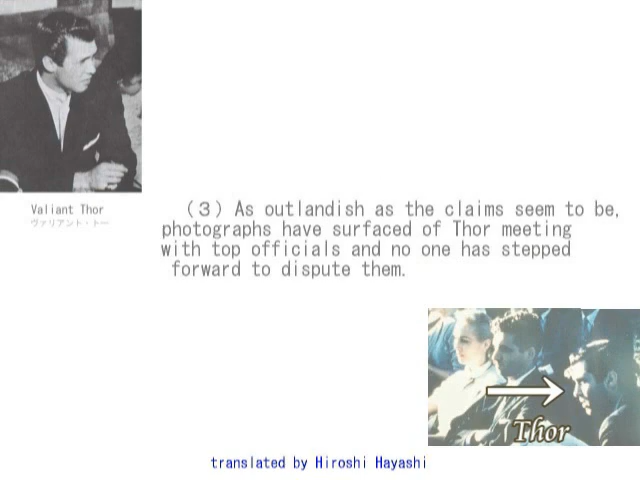 Valiant Thor
ヴァリアント・トー
（３）As outlandish as the claims seem to be,
photographs have surfaced of Thor meeting
with top officials and no one has stepped
forward to dispute them.
Thor
translated by Hiroshi Hayashi